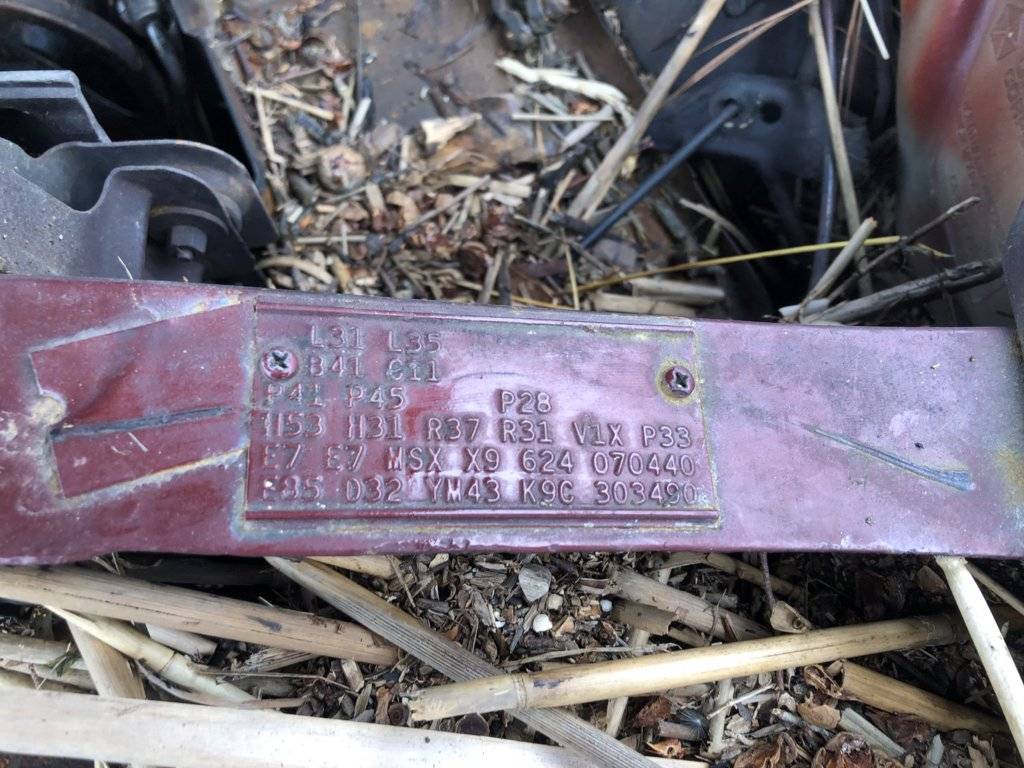 L31 L35
B41 C11
P41 P45 P28
H53 H31 R37 R31 V1X P33
E7 E7 MSX X9 624 070440
E85 D32 YM43 K9C 303490